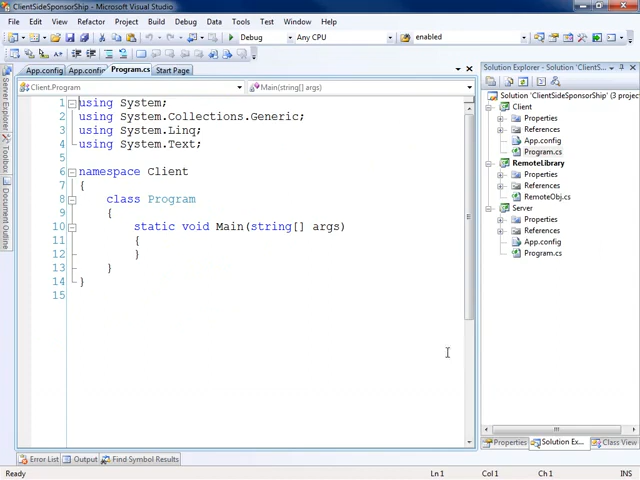 ClientSideSponsorShip - Microsoft Visual Studio
File Edit View Refactor Project Build Debug Data Tools Test Window Help
Debug Any CPU enabled
App.config App.config Program.cs Start Page
Client.Program Main(string[] args)
1 using System;
2 using System.Collections.Generic;
3 using System.Linq;
4 using System.Text;
5
6 namespace Client
7 {
8 class Program
9 {
10 static void Main(string[] args)
11 {
12 }
13 }
14 }
15
Server Explorer
Toolbox
Document Outline
Solution Explorer - Solution 'ClientS...
Solution 'ClientSideSponsorShip' (3 project
Client
Properties
References
App.config
Program.cs
RemoteLibrary
Properties
References
RemoteObj.cs
Server
Properties
References
App.config
Program.cs
Properties Solution Ex... Class View
Error List Output Find Symbol Results
Ready Ln 1 Col 1 Ch 1 INS